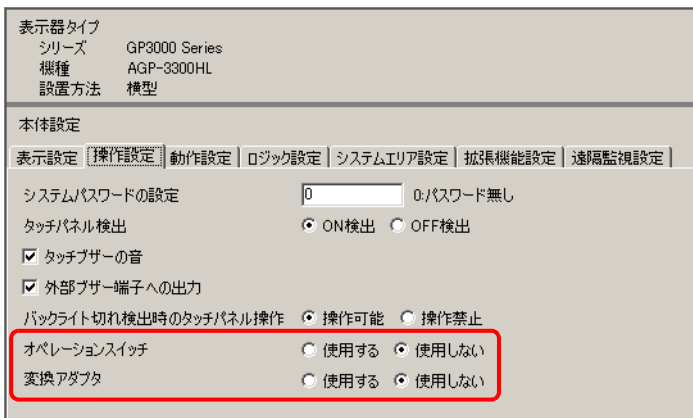 表示器タイプ
シリーズ GP3000 Series
機種 AGP-3300HL
設置方法 横型
本体設定
表示設定 操作設定 動作設定 ロジック設定 システムエリア設定 拡張機能設定 遠隔監視設定
システムパスワードの設定 0 0:パスワード無し
タッチパネル検出 ON検出 OFF検出
タッチブザーの音
外部ブザー端子への出力
バックライト切れ検出時のタッチパネル操作 操作可能 操作禁止
オペレーションスイッチ 使用する 使用しない
変換アダプタ 使用する 使用しない